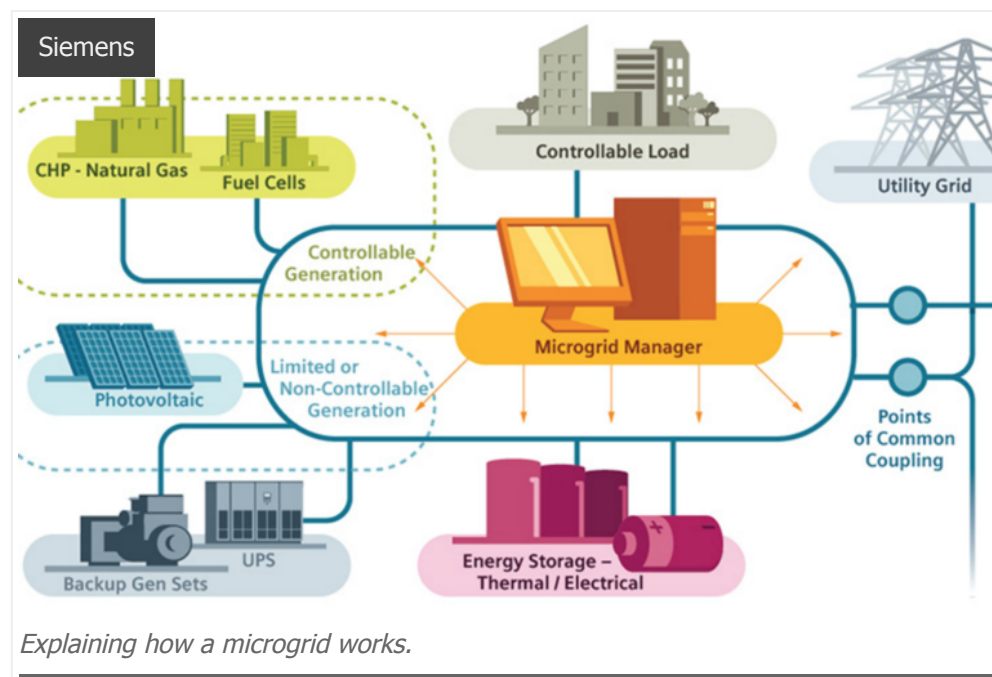 Siemens
CHP - Natural Gas
Fuel Cells
Controllable Load
Utility Grid
Controllable
Generation
Microgrid Manager
Photovoltaic
Limited or
Non-Controllable
Generation
Points
of Common
Coupling
Backup Gen Sets
UPS
Energy Storage –
Thermal / Electrical
Explaining how a microgrid works.